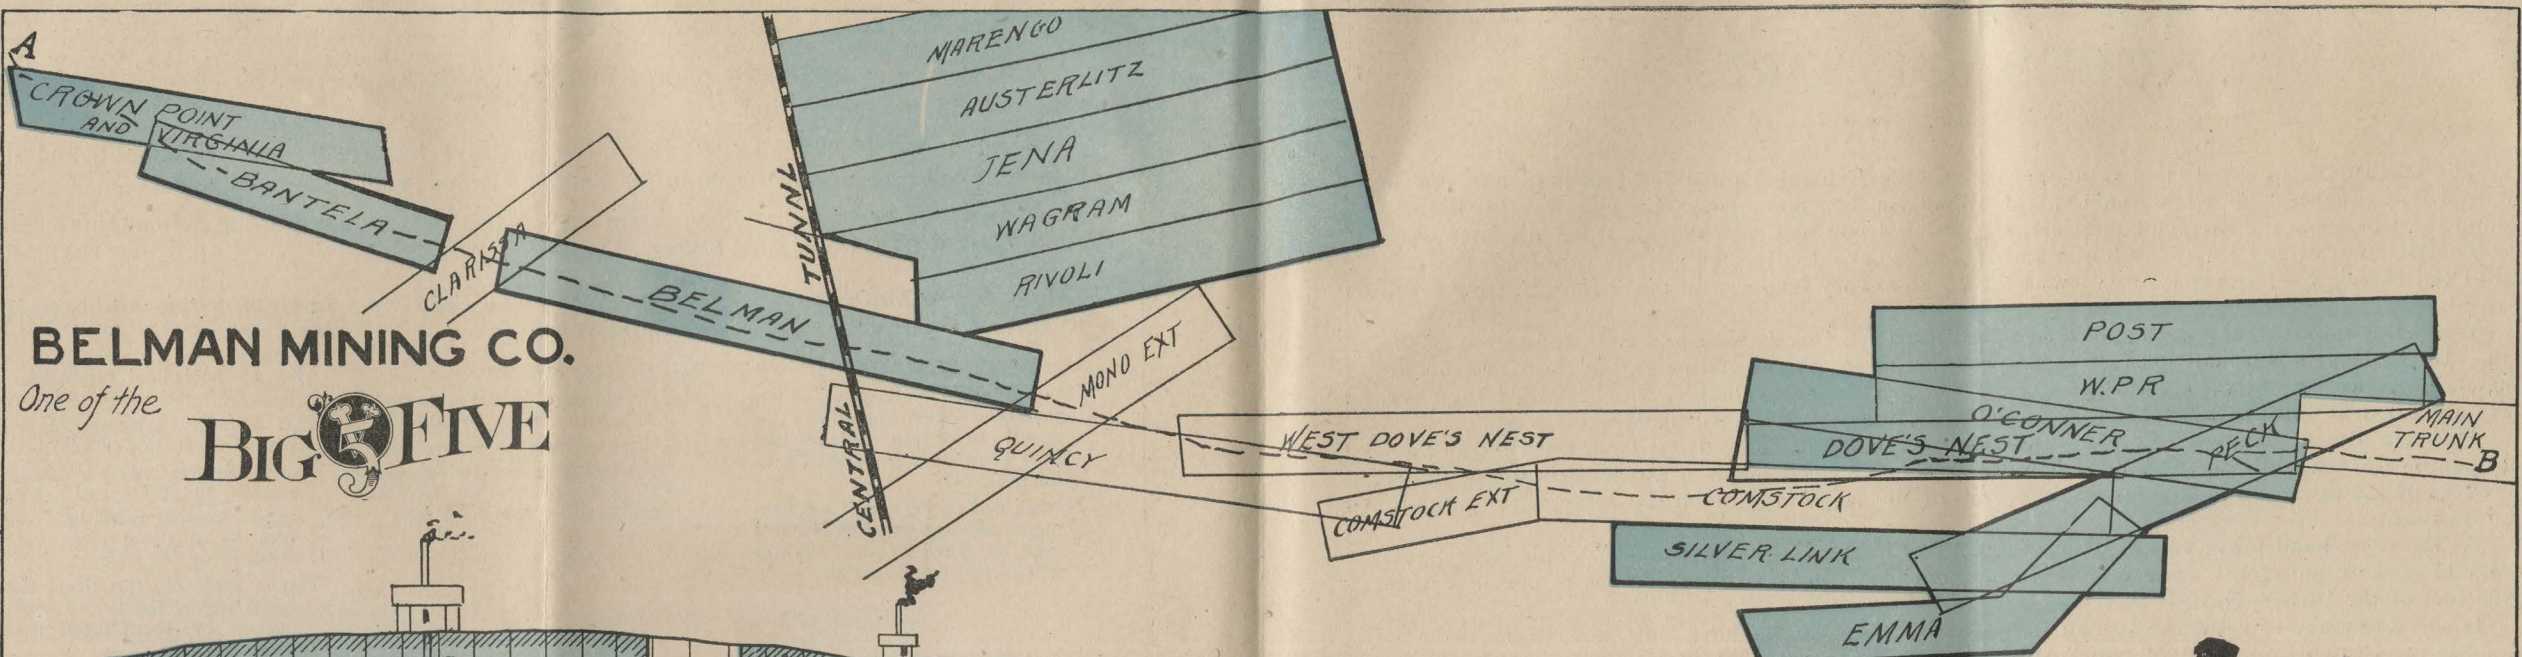 A
CROWN POINT
AND VIRGINIA
BANTELA
CLARISSA
BELMAN
CENTRAL TUNNL
MARENGO
AUSTERLITZ
JENA
WAGRAM
RIVOLI
MONO EXT
QUINCY
WEST DOVE'S NEST
COMSTOCK EXT
COMSTOCK
SILVER LINK
EMMA
POST
W.P R
O'CONNER
DOVE'S NEST
PECK
MAIN
TRUNK
B
BELMAN MINING CO.
One of the
BIG 5 FIVE